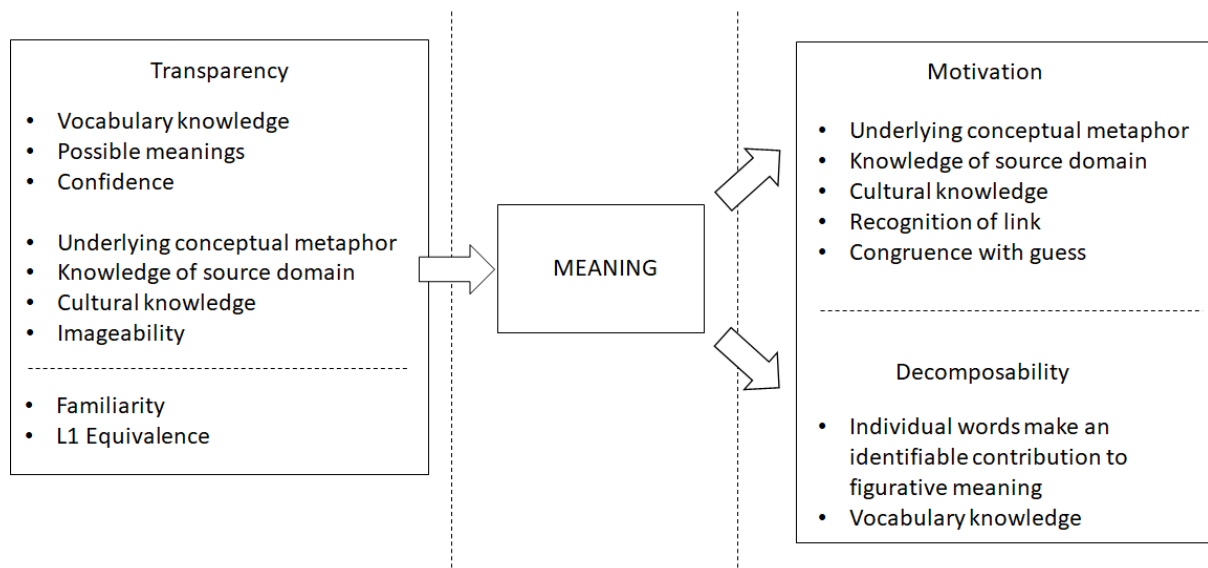 Transparency
• Vocabulary knowledge
• Possible meanings
• Confidence
• Underlying conceptual metaphor
• Knowledge of source domain
• Cultural knowledge
• Imageability
• Familiarity
• L1 Equivalence
MEANING
Motivation
• Underlying conceptual metaphor
• Knowledge of source domain
• Cultural knowledge
• Recognition of link
• Congruence with guess
Decomposability
• Individual words make an
identifiable contribution to
figurative meaning
• Vocabulary knowledge